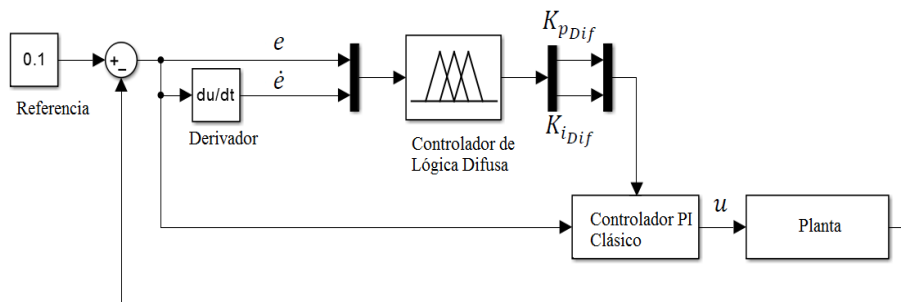 0.1
Referencia
+
−
e
ė
du/dt
Derivador
Controlador de
Lógica Difusa
K_{p_{Dif}}
K_{i_{Dif}}
Controlador PI
Clásico
u
Planta